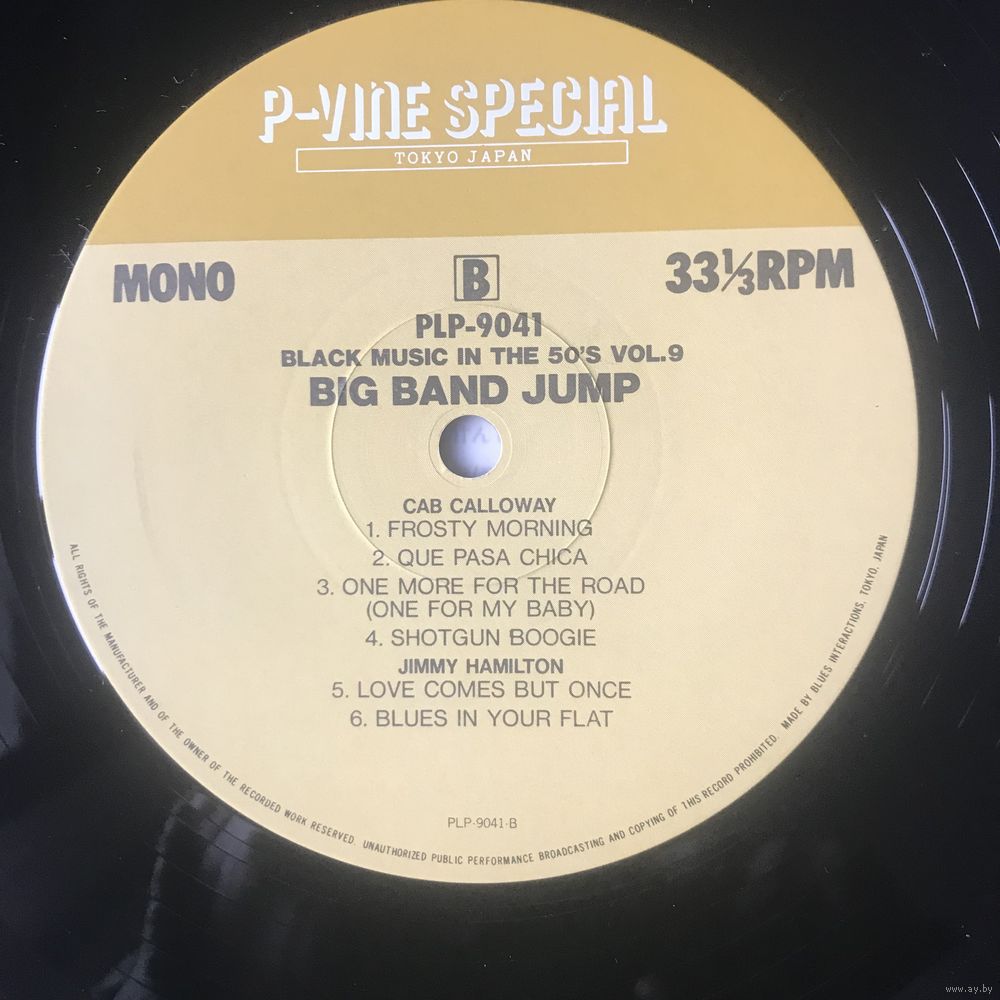 P-VINE SPECIAL
TOKYO JAPAN
MONO
B
33⅓RPM
PLP-9041
BLACK MUSIC IN THE 50'S VOL.9
BIG BAND JUMP
CAB CALLOWAY
1. FROSTY MORNING
2. QUE PASA CHICA
3. ONE MORE FOR THE ROAD
(ONE FOR MY BABY)
4. SHOTGUN BOOGIE
JIMMY HAMILTON
5. LOVE COMES BUT ONCE
6. BLUES IN YOUR FLAT
PLP-9041-B
ALL RIGHTS OF THE MANUFACTURER AND OF THE OWNER OF THE RECORDED WORK RESERVED. UNAUTHORIZED PUBLIC PERFORMANCE BROADCASTING AND COPYING OF THIS RECORD PROHIBITED. MADE BY BLUES INTERACTIONS, TOKYO, JAPAN
www.ay.by